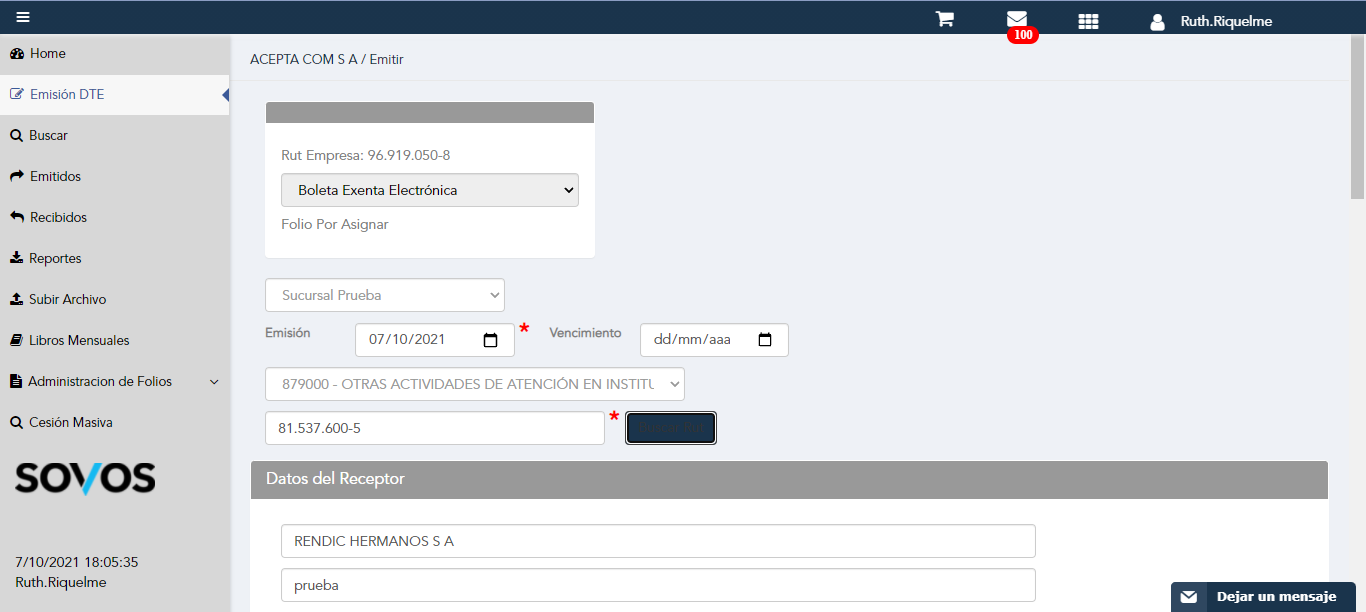 Ruth.Riquelme
100
Home
Emisión DTE
Buscar
Emitidos
Recibidos
Reportes
Subir Archivo
Libros Mensuales
Administracion de Folios
Cesión Masiva
SOVOS
7/10/2021 18:05:35
Ruth.Riquelme
ACEPTA COM S A / Emitir
Rut Empresa: 96.919.050-8
Boleta Exenta Electrónica
Folio Por Asignar
Sucursal Prueba
Emisión 07/10/2021 * Vencimiento dd/mm/aaa
879000 - OTRAS ACTIVIDADES DE ATENCIÓN EN INSTITU
81.537.600-5 *
Datos del Receptor
RENDIC HERMANOS S A
prueba
Dejar un mensaje